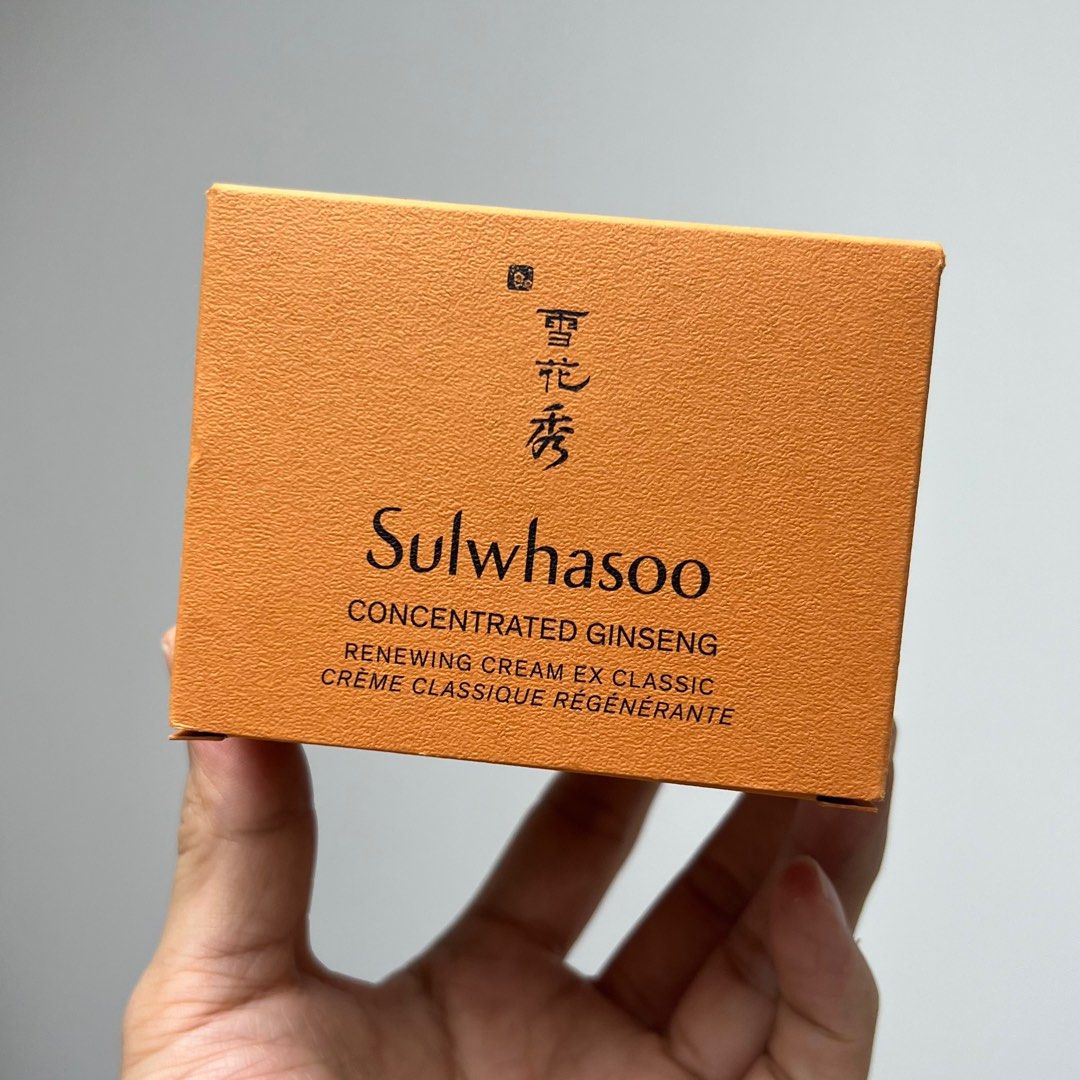 雪花秀
Sulwhasoo
CONCENTRATED GINSENG
RENEWING CREAM EX CLASSIC
CRÈME CLASSIQUE RÉGÉNÉRANTE